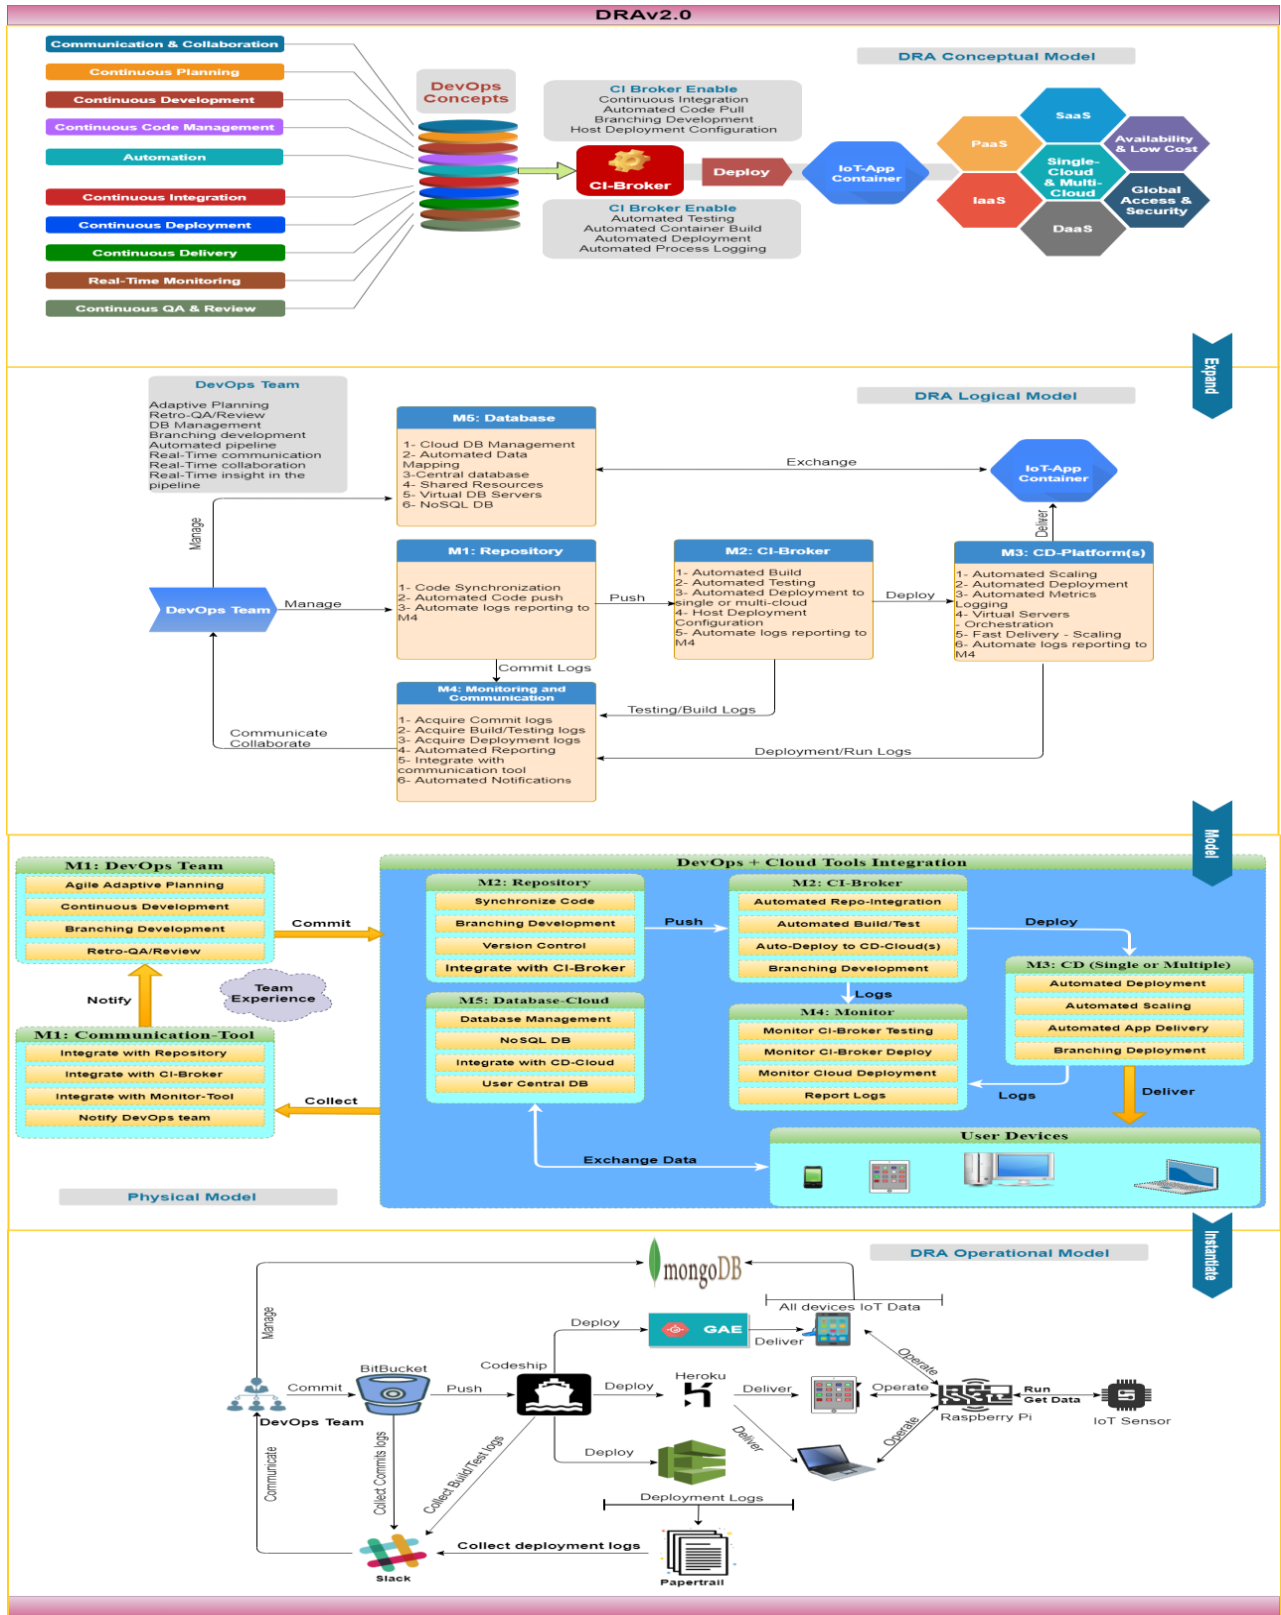 DRAv2.0
DRA Conceptual Model
Communication & Collaboration
Continuous Planning
Continuous Development
Continuous Code Management
Automation
Continuous Integration
Continuous Deployment
Continuous Delivery
Real-Time Monitoring
Continuous QA & Review
DevOps
Concepts
CI Broker Enable
Continuous Integration
Automated Code Pull
Branching Development
Host Deployment Configuration
CI-Broker
CI Broker Enable
Automated Testing
Automated Container Build
Automated Deployment
Automated Process Logging
Deploy
IoT-App
Container
SaaS
PaaS
Availability
& Low Cost
Single-
Cloud
& Multi-
Cloud
IaaS
Global
Access &
Security
DaaS
Expand
DRA Logical Model
DevOps Team
Adaptive Planning
Retro-QA/Review
DB Management
Branching development
Automated pipeline
Real-Time communication
Real-Time collaboration
Real-Time insight in the
pipeline
M5: Database
1- Cloud DB Management
2- Automated Data
Mapping
3-Central database
4- Shared Resources
5- Virtual DB Servers
6- NoSQL DB
Exchange
IoT-App
Container
Manage
Deliver
DevOps Team
Manage
M1: Repository
1- Code Synchronization
2- Automated Code push
3- Automate logs reporting to
M4
Push
M2: CI-Broker
1- Automated Build
2- Automated Testing
3- Automated Deployment to
single or multi-cloud
4- Host Deployment
Configuration
5- Automate logs reporting to
M4
Deploy
M3: CD-Platform(s)
1- Automated Scaling
2- Automated Deployment
3- Automated Metrics
Logging
4- Virtual Servers
- Orchestration
5- Fast Delivery - Scaling
6- Automate logs reporting to
M4
Commit Logs
M4: Monitoring and
Communication
1- Acquire Commit logs
2- Acquire Build/Testing logs
3- Acquire Deployment logs
4- Automated Reporting
5- Integrate with
communication tool
6- Automated Notifications
Testing/Build Logs
Deployment/Run Logs
Communicate
Collaborate
Model
M1: DevOps Team
Agile Adaptive Planning
Continuous Development
Branching Development
Retro-QA/Review
Commit
Notify
Team
Experience
M1: Communication-Tool
Integrate with Repository
Integrate with CI-Broker
Integrate with Monitor-Tool
Notify DevOps team
Collect
Physical Model
DevOps + Cloud Tools Integration
M2: Repository
Synchronize Code
Branching Development
Version Control
Integrate with CI-Broker
Push
M2: CI-Broker
Automated Repo-Integration
Automated Build/Test
Auto-Deploy to CD-Cloud(s)
Branching Development
Deploy
M3: CD (Single or Multiple)
Automated Deployment
Automated Scaling
Automated App Delivery
Branching Deployment
M5: Database-Cloud
Database Management
NoSQL DB
Integrate with CD-Cloud
User Central DB
Logs
M4: Monitor
Monitor CI-Broker Testing
Monitor CI-Broker Deploy
Monitor Cloud Deployment
Report Logs
Logs
Deliver
Exchange Data
User Devices
Instantiate
DRA Operational Model
mongoDB
All devices IoT Data
Manage
Deploy
GAE
Deliver
BitBucket
Codeship
Heroku
Commit
Push
Deploy
Deliver
Operate
Operate
Operate
Run
Get Data
DevOps Team
Raspberry Pi
IoT Sensor
Deliver
Deploy
Communicate
Collect Commits logs
Collect Build/Test logs
Deployment Logs
Collect deployment logs
Slack
Papertrail